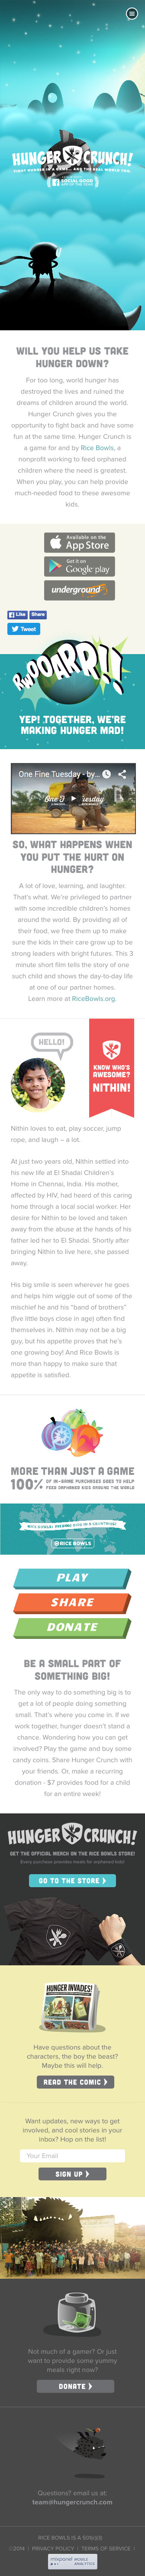 HUNGER CRUNCH!
FIRST HUNGER IN A GAME... AND THE REAL WORLD TOO.
SOCIAL GOOD
APP OF THE YEAR
WILL YOU HELP US TAKE
HUNGER DOWN?
For too long, world hunger has
destroyed the lives and ruined the
dreams of children around the world.
Hunger Crunch gives you the
opportunity to fight back and have some
fun at the same time. Hunger Crunch is
a game for and by Rice Bowls, a
nonprofit working to feed orphaned
children where the need is greatest.
When you play, you can help provide
much-needed food to these awesome
kids.
Available on the
App Store
Get it on
Google play
underground
Like Share
Tweet
YEP! TOGETHER, WE'RE
MAKING HUNGER MAD!
One Fine Tuesday - by...
SO, WHAT HAPPENS WHEN
YOU PUT THE HURT ON
HUNGER?
A lot of love, learning, and laughter.
That's what. We're privileged to partner
with some incredible children's homes
around the world. By providing all of
their food, we free them up to make
sure the kids in their care grow up to be
strong leaders with bright futures. This 3
minute short film tells the story of one
such child and shows the day-to-day life
at one of our partner homes.
Learn more at RiceBowls.org.
HELLO!
KNOW WHO'S
AWESOME?
NITHIN!
Nithin loves to eat, play soccer, jump
rope, and laugh – a lot.
At just two years old, Nithin settled into
his new life at El Shadai Children's
Home in Chennai, India. His mother,
affected by HIV, had heard of this caring
home through a local social worker. Her
desire for Nithin to be loved and taken
away from the abuse at the hands of his
father led her to El Shadai. Shortly after
bringing Nithin to live here, she passed
away.
His big smile is seen wherever he goes
and helps him wiggle out of some of the
mischief he and his "band of brothers"
(five little boys close in age) often find
themselves in. Nithin may not be a big
guy, but his appetite proves that he's
one growing boy! And Rice Bowls is
more than happy to make sure that
appetite is satisfied.
MORE THAN JUST A GAME
100% OF IN-GAME PURCHASES GOES TO HELP
FEED ORPHANED KIDS AROUND THE WORLD
@RICE BOWLS
PLAY
SHARE
DONATE
BE A SMALL PART OF
SOMETHING BIG!
The only way to do something big is to
get a lot of people doing something
small. That's where you come in. If we
work together, hunger doesn't stand a
chance. Wondering how you can get
involved? Play the game and buy some
candy coins. Share Hunger Crunch with
your friends. Or, make a recurring
donation - $7 provides food for a child
for an entire week!
HUNGER CRUNCH!
GET THE OFFICIAL MERCH ON THE RICE BOWLS STORE!
Every purchase provides meals for orphaned kids!
GO TO THE STORE
HUNGER INVADES!
Have questions about the
characters, the boy the beast?
Maybe this will help.
READ THE COMIC
Want updates, new ways to get
involved, and cool stories in your
inbox? Hop on the list!
Your Email
SIGN UP
Not much of a gamer? Or just
want to provide some yummy
meals right now?
DONATE
Questions? email us at:
team@hungercrunch.com
RICE BOWLS IS A 501(c)(3)
©2014 | PRIVACY POLICY | TERMS OF SERVICE |
mixpanel MOBILE
ANALYTICS